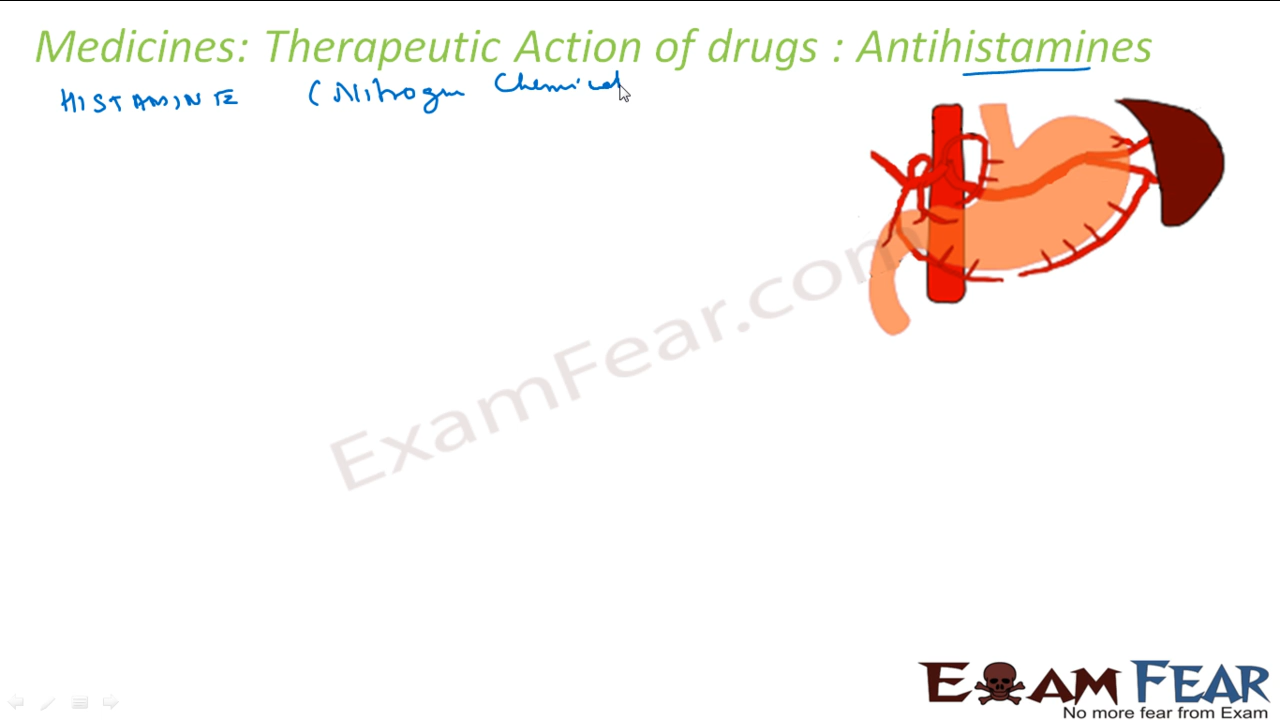 Medicines: Therapeutic Action of drugs : Antihistamines
HISTAMINE (Nitrogen Chemical
ExamFear.com
EXAM FEAR
No more fear from Exam